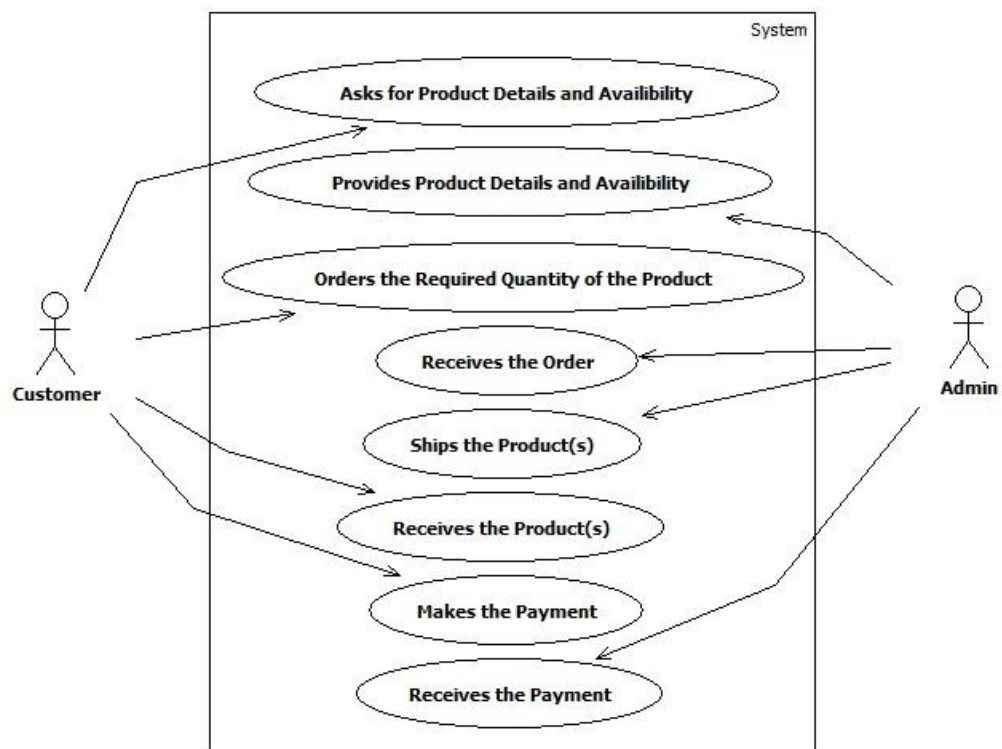 System
Asks for Product Details and Availibility
Provides Product Details and Availibility
Orders the Required Quantity of the Product
Receives the Order
Customer
Admin
Ships the Product(s)
Receives the Product(s)
Makes the Payment
Receives the Payment